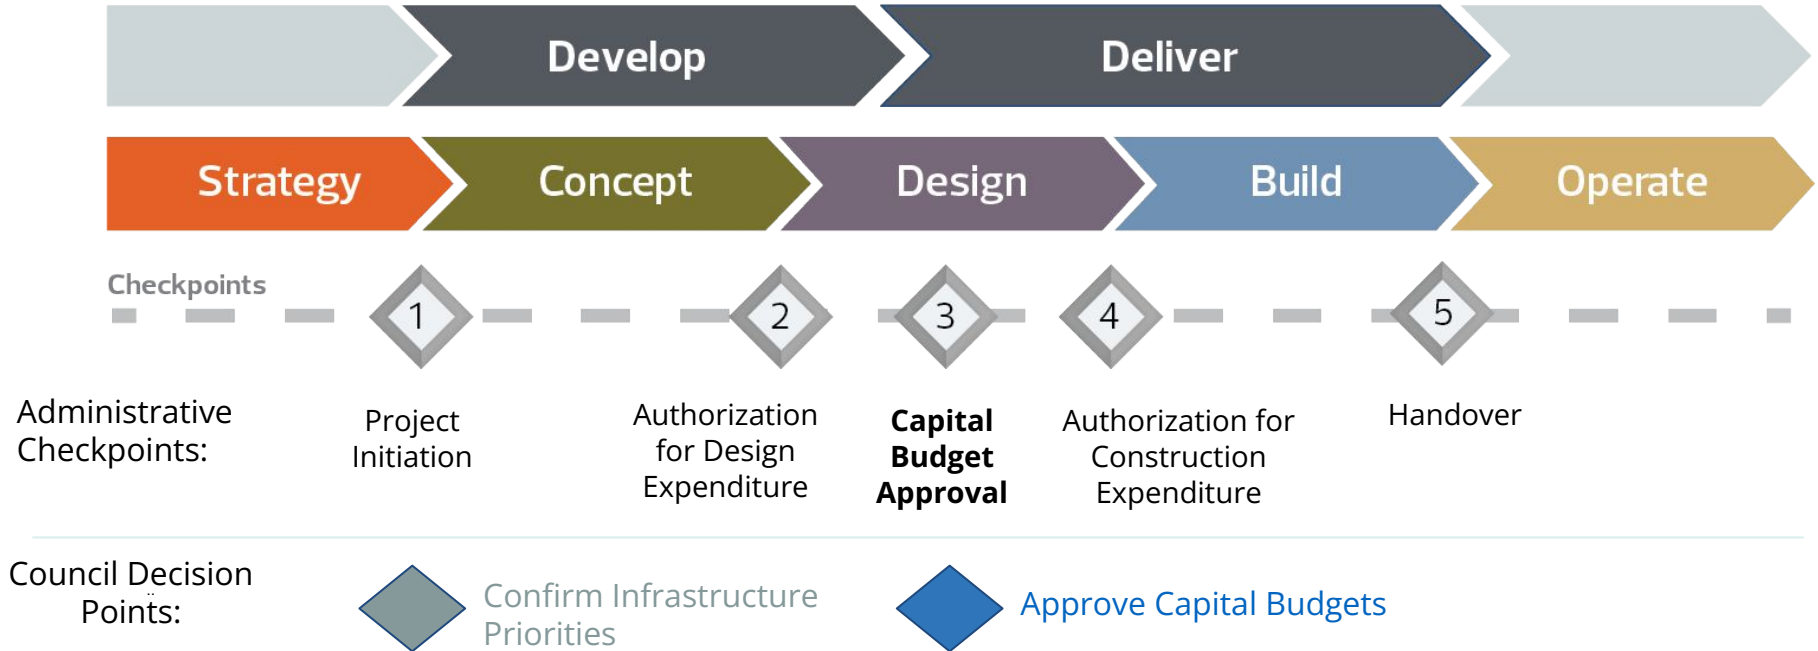 Develop
Deliver
Strategy
Concept
Design
Build
Operate
Checkpoints
1
2
3
4
5
Administrative
Checkpoints:
Project
Initiation
Authorization
for Design
Expenditure
Capital
Budget
Approval
Authorization for
Construction
Expenditure
Handover
Council Decision
Points:
Confirm Infrastructure
Priorities
Approve Capital Budgets